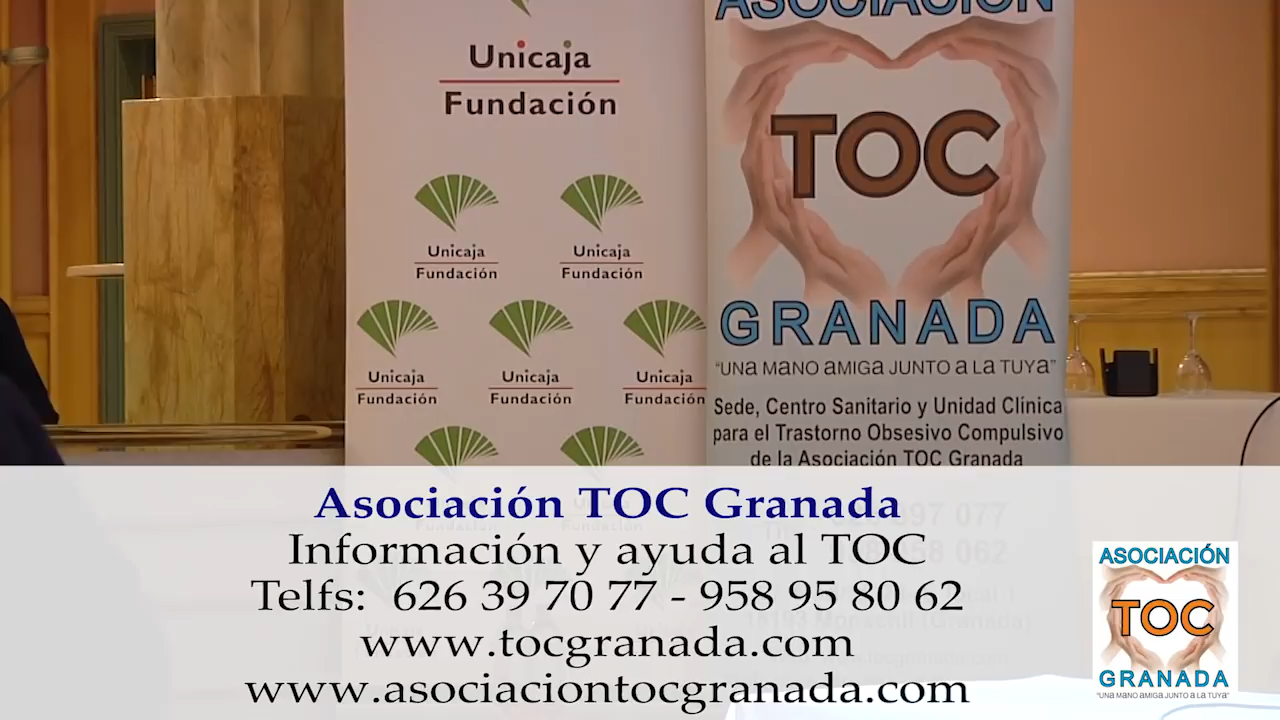 Unicaja
Fundación
Unicaja
Fundación
Unicaja
Fundación
Unicaja
Fundación
Unicaja
Fundación
Unicaja
Fundación
ASOCIACIÓN
TOC
GRANADA
"UNA MANO AMIGA JUNTO A LA TUYA"
Sede, Centro Sanitario y Unidad Clínica
para el Trastorno Obsesivo Compulsivo
de la Asociación TOC Granada
Asociación TOC Granada
Información y ayuda al TOC
Telfs: 626 39 70 77 - 958 95 80 62
www.tocgranada.com
www.asociaciontocgranada.com
ASOCIACIÓN
TOC
GRANADA
"UNA MANO AMIGA JUNTO A LA TUYA"